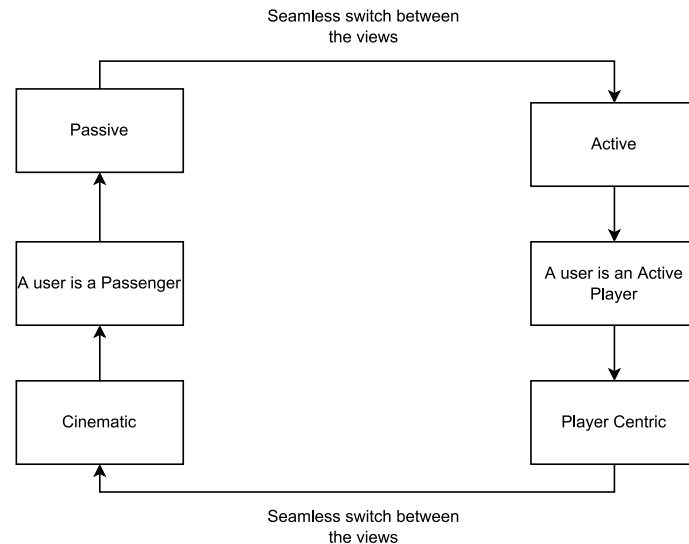 Seamless switch between
the views
Passive
Active
A user is a Passenger
A user is an Active
Player
Cinematic
Player Centric
Seamless switch between
the views